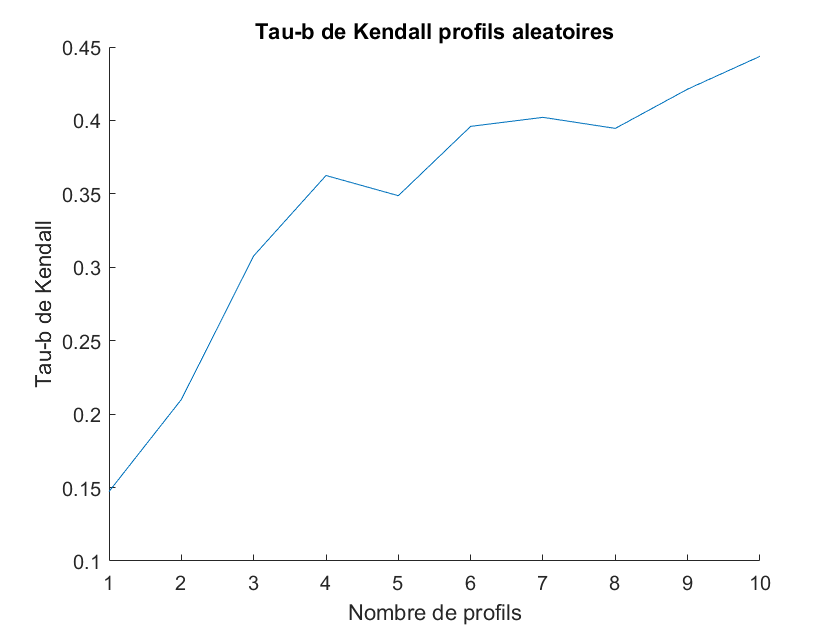 Tau-b de Kendall profils aleatoires
0.45
0.4
0.35
0.3
0.25
0.2
0.15
0.1
Tau-b de Kendall
1 2 3 4 5 6 7 8 9 10
Nombre de profils